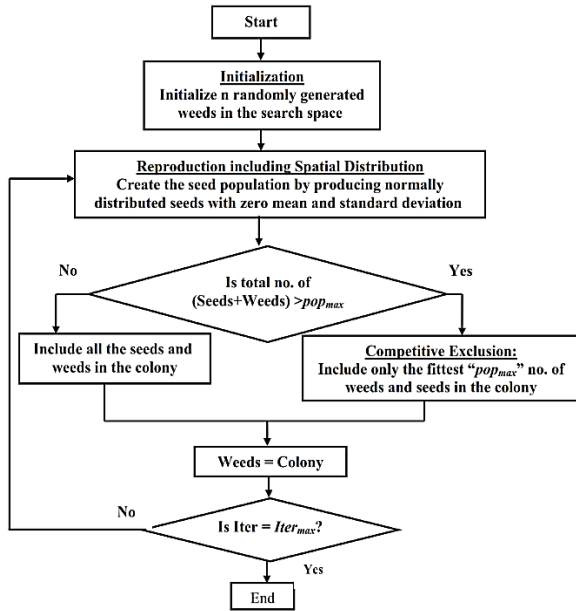 Start
Initialization
Initialize n randomly generated
weeds in the search space
Reproduction including Spatial Distribution
Create the seed population by producing normally
distributed seeds with zero mean and standard deviation
No
Yes
Is total no. of
(Seeds+Weeds) >pop_max
Include all the seeds and
weeds in the colony
Competitive Exclusion:
Include only the fittest “pop_max” no. of
weeds and seeds in the colony
Weeds = Colony
No
Is Iter = Iter_max?
Yes
End